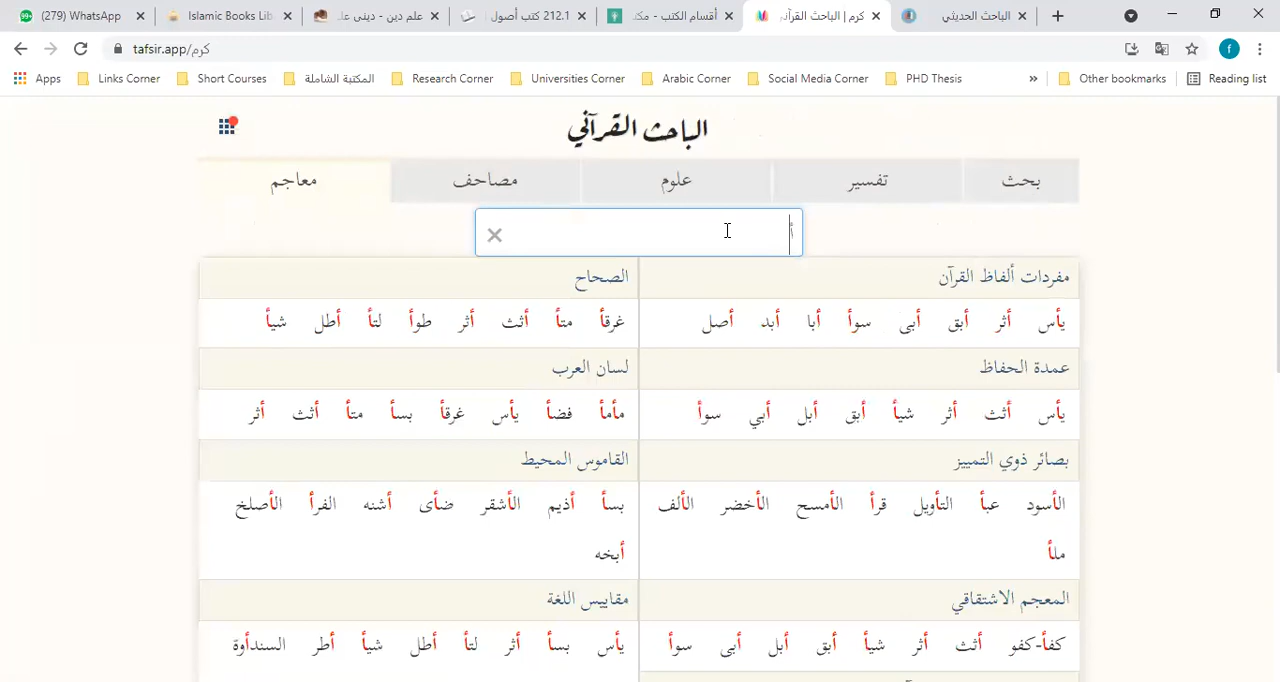 (279) WhatsApp
Islamic Books Lib
علم دين - دينى عا
212.1 كتب أصول ا
أقسام الكتب - مكـ
كرم | الباحث القرآني
الباحث الحديثي
tafsir.app/كرم
f
Apps
Links Corner
Short Courses
المكتبة الشاملة
Research Corner
Universities Corner
Arabic Corner
Social Media Corner
PHD Thesis
»
Other bookmarks
Reading list
الباحث القرآني
بحث
تفسير
علوم
مصاحف
معاجم
أ
مفردات ألفاظ القرآن
يأس أثر أبق أبى سوأ أبا أبد أصل
الصحاح
غرقأ متأ أثث أثر طوأ لتأ أطل شيأ
عمدة الحفاظ
يأس أثث أثر شيأ أبق أبل أبي سوأ
لسان العرب
مأمأ فضأ يأس غرقأ بسأ متأ أثث أثر
بصائر ذوي التمييز
الأسود عبأ التأويل قرأ الأمسح الأخضر الألف
ملأ
القاموس المحيط
بسأ أذيم الأشقر ضأى أشنه الفرأ الأصلخ
أبخه
المعجم الاشتقاقي
كفأ-كفو أثث أثر شيأ أبق أبل أبى سوأ
مقاييس اللغة
يأس بسأ أثر لتأ أطل شيأ أطر السندأوة